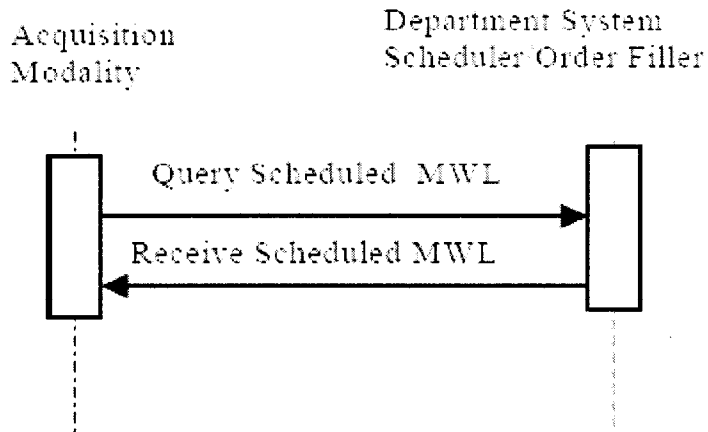 Acquisition
Modality
Department System
Scheduler/Order Filler
Query Scheduled MWL
Receive Scheduled MWL